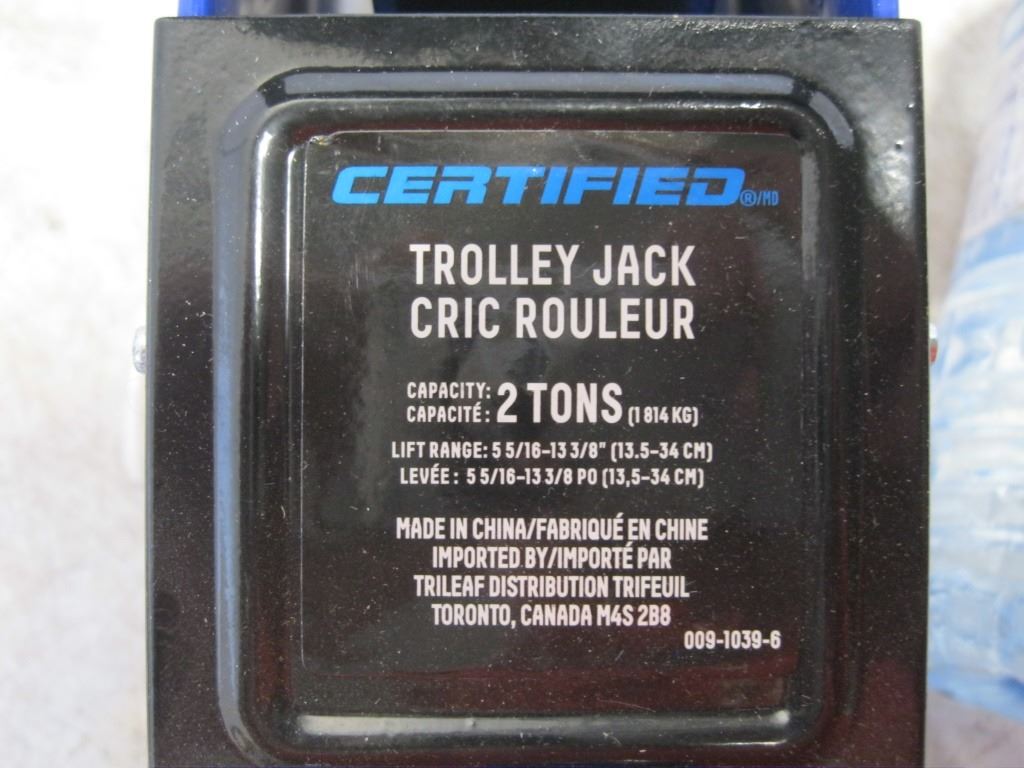 CERTIFIED®/MD
TROLLEY JACK
CRIC ROULEUR
CAPACITY:
CAPACITÉ : 2 TONS (1 814 KG)
LIFT RANGE: 5 5/16–13 3/8" (13.5–34 CM)
LEVÉE : 5 5/16–13 3/8 PO (13,5–34 CM)
MADE IN CHINA/FABRIQUÉ EN CHINE
IMPORTED BY/IMPORTÉ PAR
TRILEAF DISTRIBUTION TRIFEUIL
TORONTO, CANADA M4S 2B8
009-1039-6